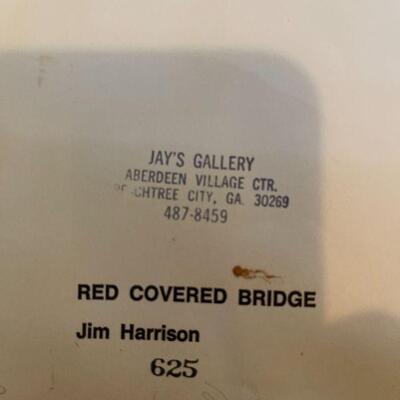 JAY'S GALLERY
ABERDEEN VILLAGE CTR.
CHTREE CITY, GA. 30269
487-8459
RED COVERED BRIDGE
Jim Harrison
625